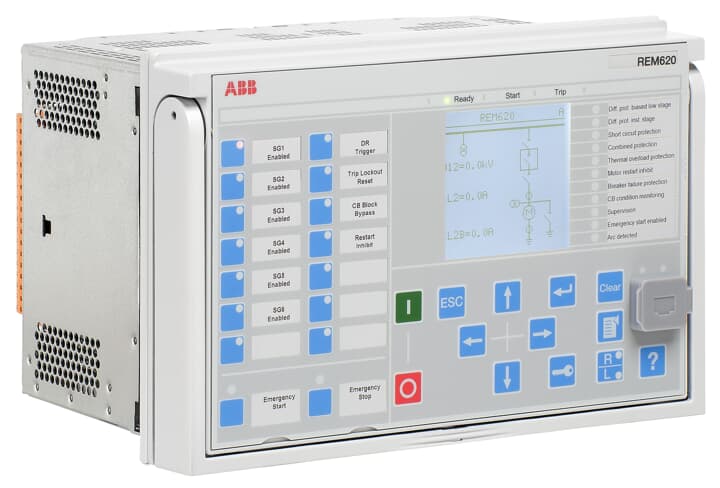 ABB
REM620
Ready
Start
Trip
SG1
Enabled
SG2
Enabled
SG3
Enabled
SG4
Enabled
SG5
Enabled
SG6
Enabled
DR
Trigger
Trip Lockout
Reset
CB Block
Bypass
Restart
Inhibit
Emergency
Start
Emergency
Stop
REM620 A
U12=0.0kV
IL2=0.0A
IL2B=0.0A
M
Diff. prot. biased low stage
Diff. prot. inst. stage
Short circuit protection
Combined protection
Thermal overload protection
Motor restart inhibit
Breaker failure protection
CB condition monitoring
Supervision
Emergency start enabled
Arc detected
I
O
ESC
Clear
R
L
?